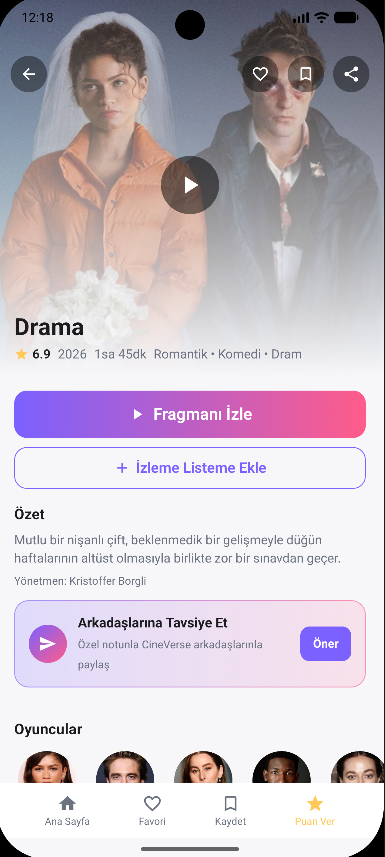 12:18
Drama
6.9 2026 1sa 45dk Romantik • Komedi • Dram
Fragmanı İzle
+ İzleme Listeme Ekle
Özet
Mutlu bir nişanlı çift, beklenmedik bir gelişmeyle düğün
haftalarının altüst olmasıyla birlikte zor bir sınavdan geçer.
Yönetmen: Kristoffer Borgli
Arkadaşlarına Tavsiye Et
Özel notunla CineVerse arkadaşlarınla
paylaş
Öner
Oyuncular
Ana Sayfa
Favori
Kaydet
Puan Ver